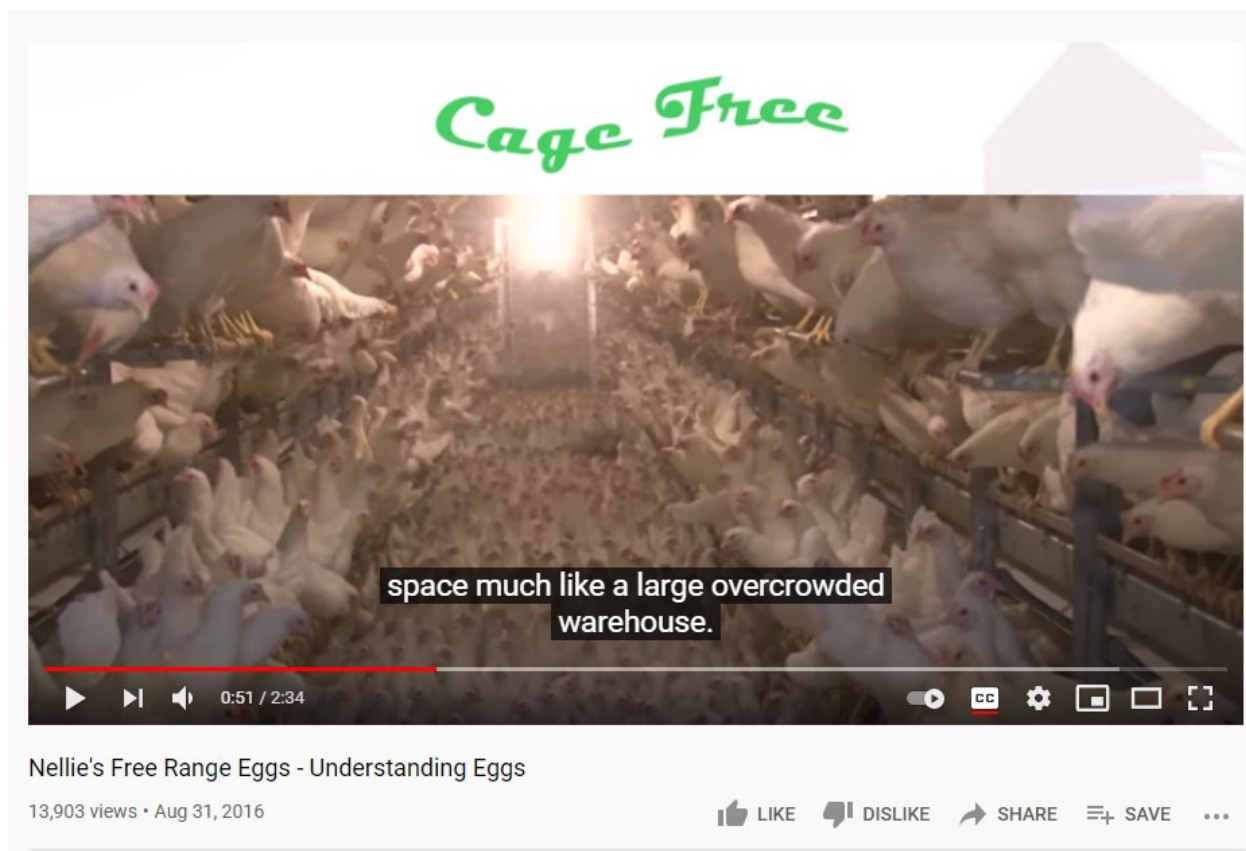 Cage Free
space much like a large overcrowded
warehouse.
0:51 / 2:34
CC
Nellie's Free Range Eggs - Understanding Eggs
13,903 views • Aug 31, 2016
LIKE
DISLIKE
SHARE
SAVE